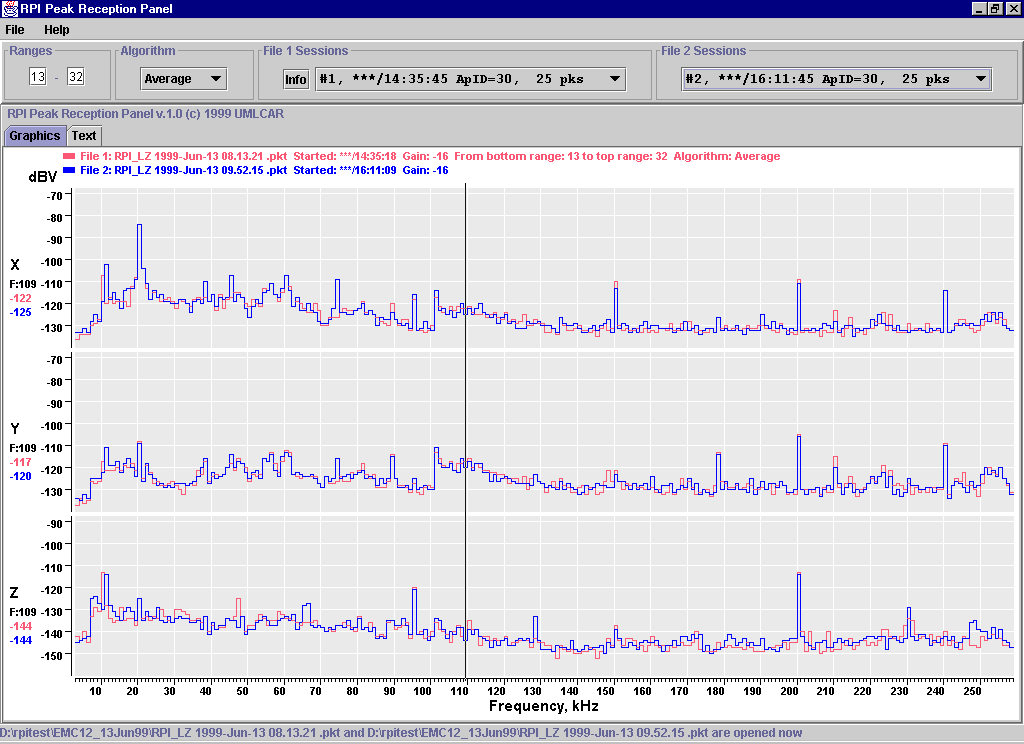 RPI Peak Reception Panel
File Help
Ranges Algorithm File 1 Sessions File 2 Sessions
13 - 32 Average Info #1, ***/14:35:45 ApID=30, 25 pks #2, ***/16:11:45 ApID=30, 25 pks
RPI Peak Reception Panel v.1.0 (c) 1999 UMLCAR
Graphics Text
File 1: RPI_LZ 1999-Jun-13 08.13.21 .pkt Started: ***/14:35:18 Gain: -16 From bottom range: 13 to top range: 32 Algorithm: Average
File 2: RPI_LZ 1999-Jun-13 09.52.15 .pkt Started: ***/16:11:09 Gain: -16
dBV
-70
-80
-90
X -100
F:109 -110
-122
-120
-125
-130
-70
-80
-90
Y -100
F:109 -110
-117
-120
-120
-130
-90
-100
-110
Z -120
F:109 -130
-144
-140
-144
-150
10 20 30 40 50 60 70 80 90 100 110 120 130 140 150 160 170 180 190 200 210 220 230 240 250
Frequency, kHz
D:\rpitest\EMC12_13Jun99\RPI_LZ 1999-Jun-13 08.13.21 .pkt and D:\rpitest\EMC12_13Jun99\RPI_LZ 1999-Jun-13 09.52.15 .pkt are opened now